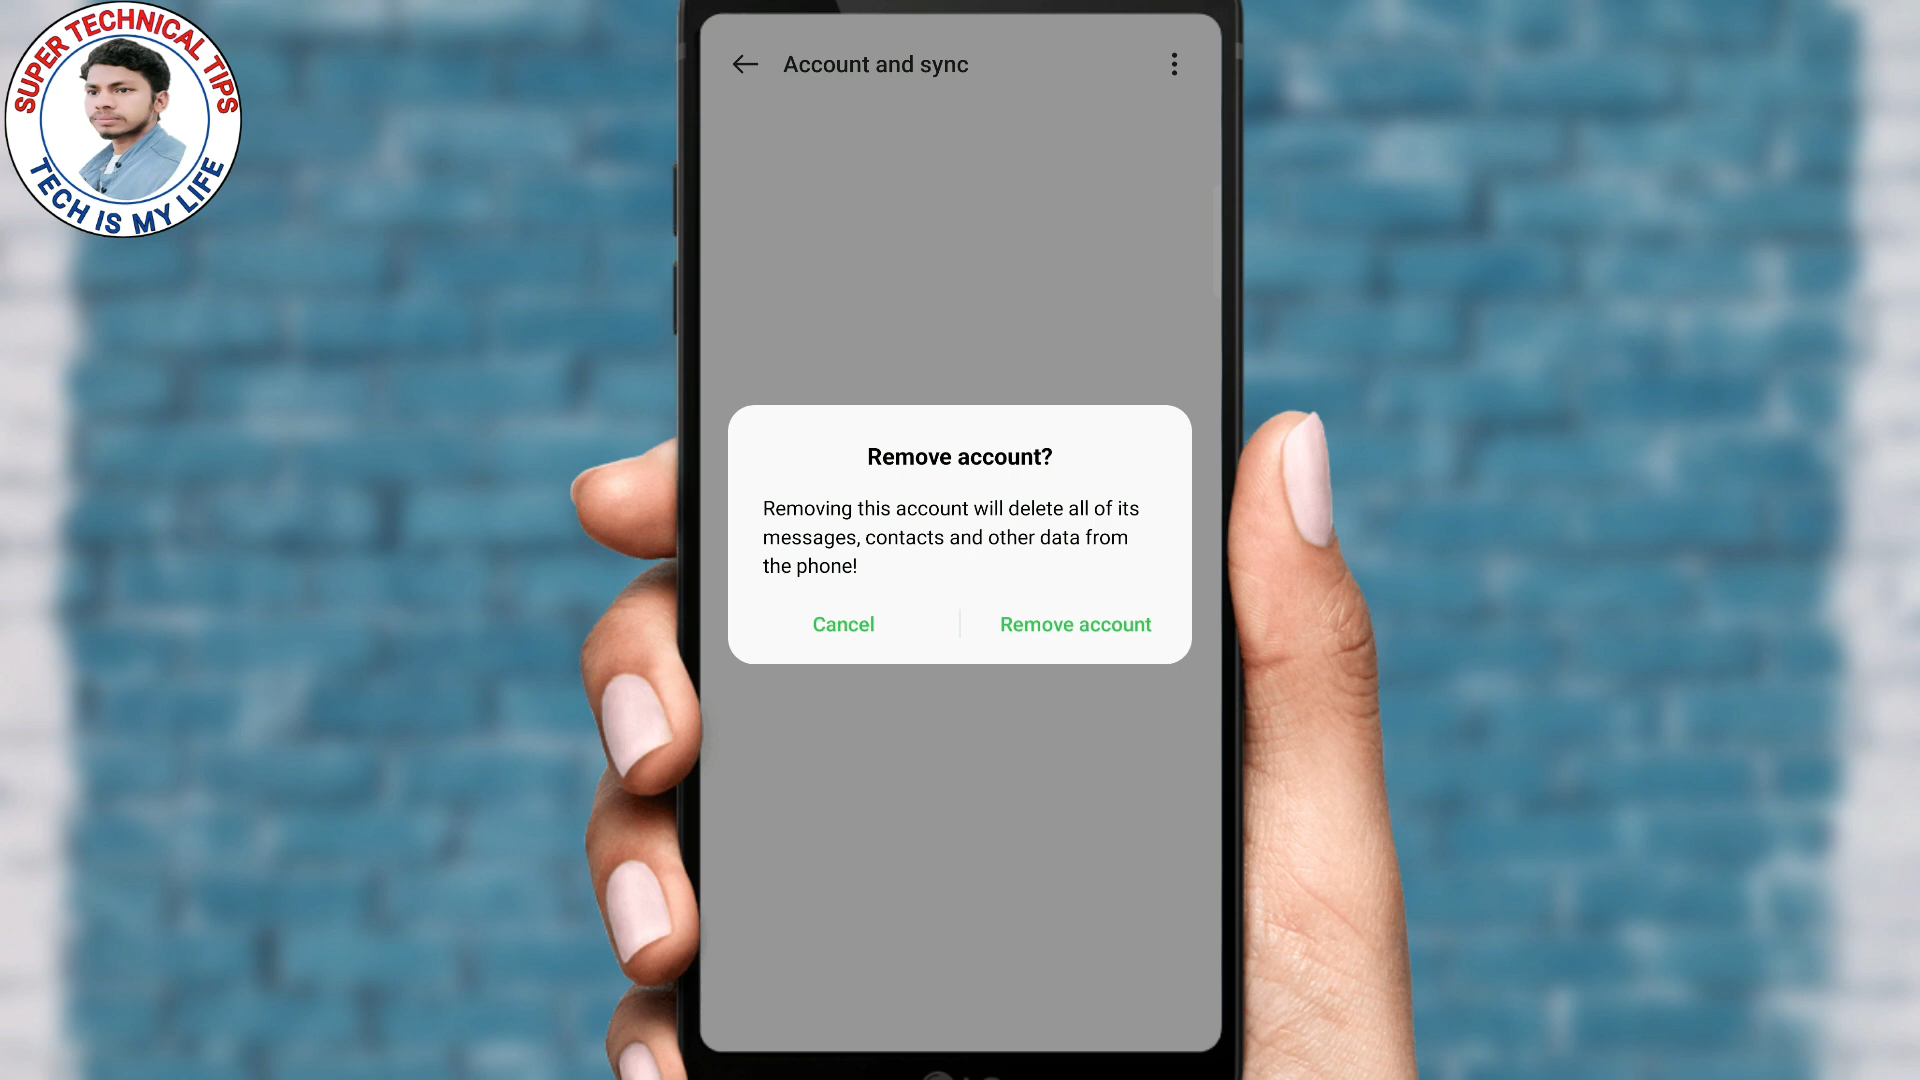 SUPER TECHNICAL TIPS
TECH IS MY LIFE
Account and sync
Remove account?
Removing this account will delete all of its
messages, contacts and other data from
the phone!
Cancel
Remove account